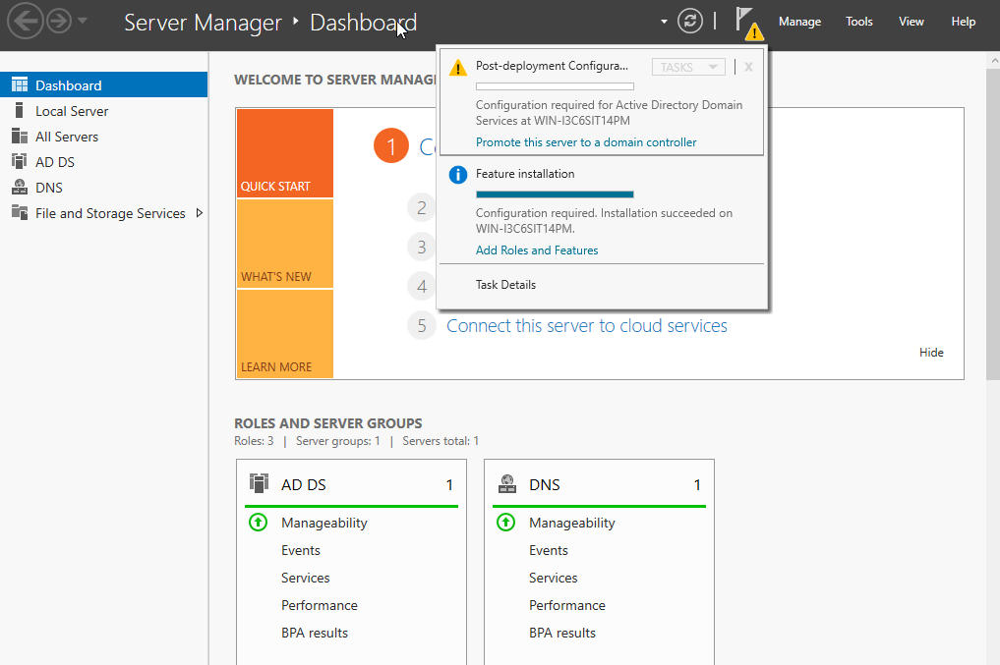 Server Manager ‣ Dashboard
Manage Tools View Help
Dashboard
Local Server
All Servers
AD DS
DNS
File and Storage Services
WELCOME TO SERVER MANAG
QUICK START
WHAT'S NEW
LEARN MORE
1
2
3
4
5 Connect this server to cloud services
Hide
Post-deployment Configura... TASKS X
Configuration required for Active Directory Domain
Services at WIN-I3C6SIT14PM
Promote this server to a domain controller
Feature installation
Configuration required. Installation succeeded on
WIN-I3C6SIT14PM.
Add Roles and Features
Task Details
ROLES AND SERVER GROUPS
Roles: 3 | Server groups: 1 | Servers total: 1
AD DS 1
Manageability
Events
Services
Performance
BPA results
DNS 1
Manageability
Events
Services
Performance
BPA results